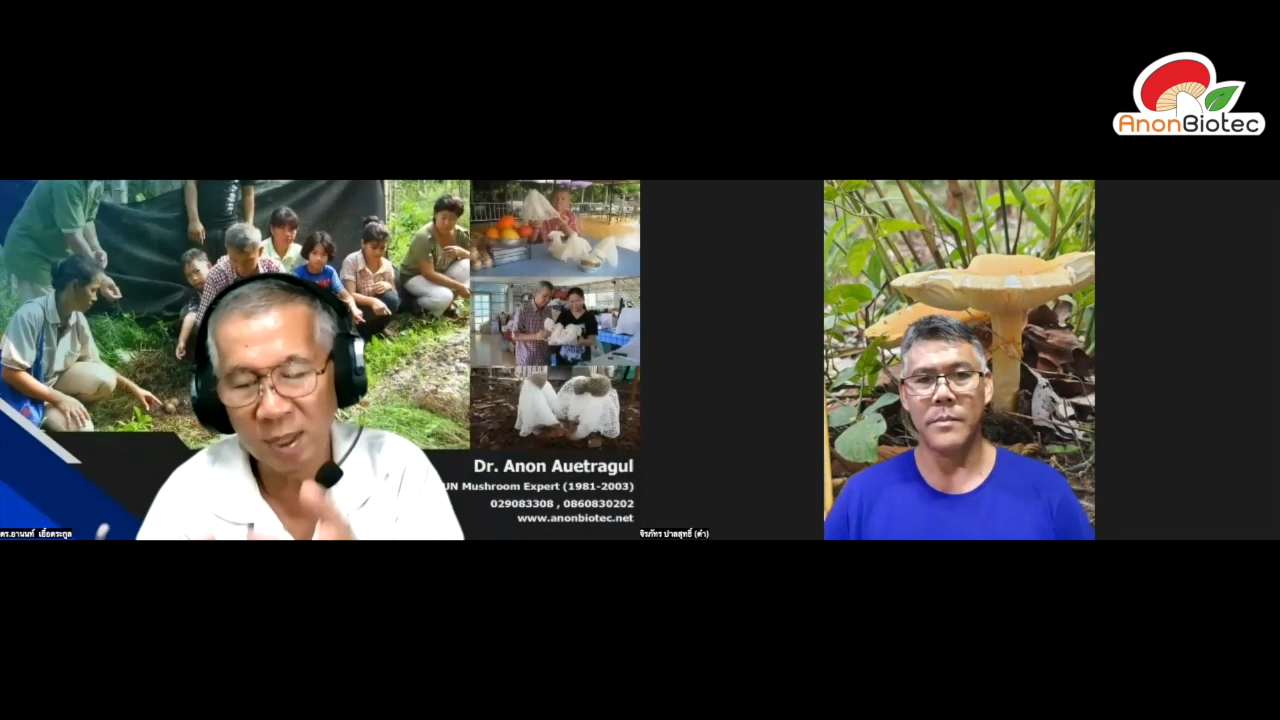 AnonBiotec
Dr. Anon Auetragul
UN Mushroom Expert (1981-2003)
029083308 , 0860830202
www.anonbiotec.net
ดร.อานนท์ เอื้อตระกูล
จิรภัทร ปาลสุทธิ์ (ดำ)